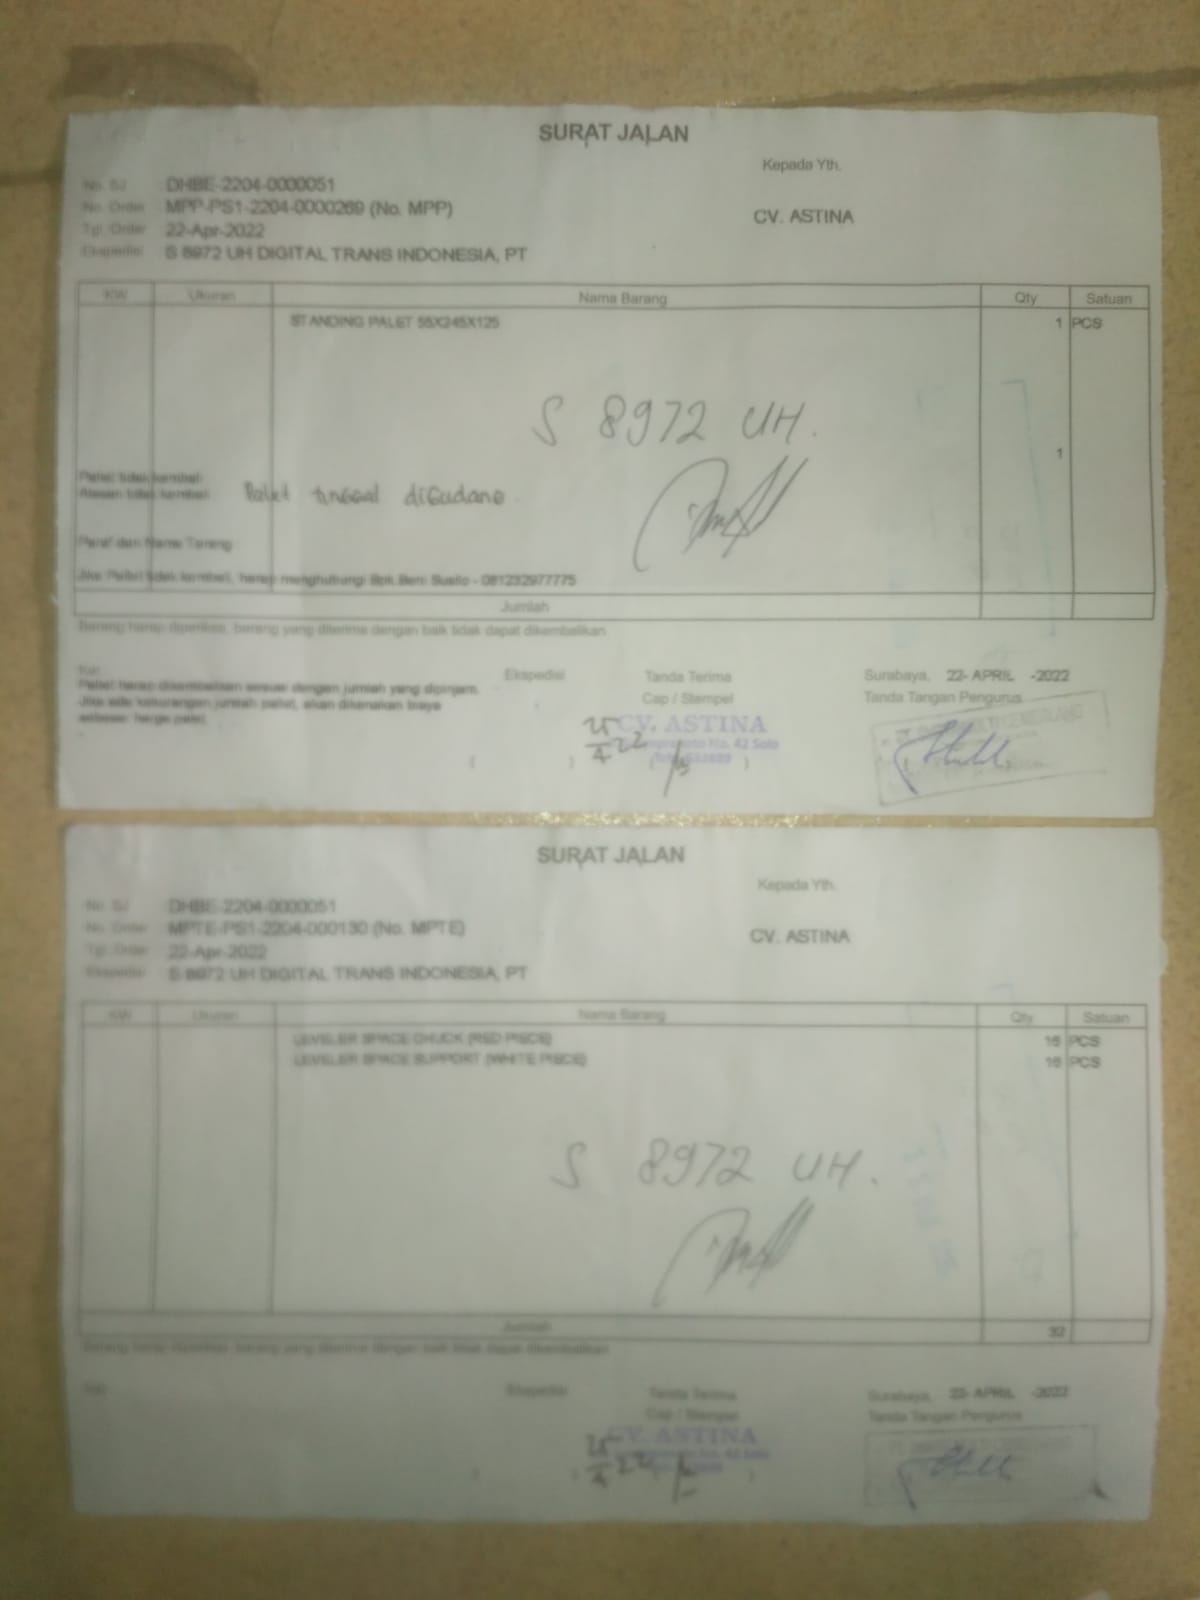 SURAT JALAN
Kepada Yth.
No. SJ DHBE-2204-0000051
No. Order MPP-PS1-2204-0000269 (No. MPP)
CV. ASTINA
Tgl. Order 22-Apr-2022
Ekspedisi S 8972 UH DIGITAL TRANS INDONESIA, PT
KW Ukuran Nama Barang Qty Satuan
STANDING PALET 55X245X125 1 PCS
S 8972 UH.
1
Palet tidak kembali
Alasan tidak kembali Palet tinggal digudang
Paraf dan Nama Terang
Jika Pallet tidak kembali, harap menghubungi Bpk. Beni Susilo - 081232977775
Jumlah
Barang harap diperiksa, barang yang diterima dengan baik tidak dapat dikembalikan
Ekspedisi Tanda Terima Surabaya, 22- APRIL -2022
Pallet harap dikembalikan sesuai dengan jumlah yang dipinjam.
Cap / Stempel Tanda Tangan Pengurus
Jika ada kekurangan jumlah pallet, akan dikenakan biaya
sebesar harga palet.
CV. ASTINA
No. 42 Solo
25/4 22
SURAT JALAN
Kepada Yth.
No. SJ DHBE-2204-0000051
No. Order MPTE-PS1-2204-000130 (No. MPTE)
CV. ASTINA
Tgl. Order 22-Apr-2022
Ekspedisi S 8972 UH DIGITAL TRANS INDONESIA, PT
KW Ukuran Nama Barang Qty Satuan
LEVELER SPACE CHUCK (RED PIECE) 16 PCS
LEVELER SPACE SUPPORT (WHITE PIECE) 16 PCS
S 8972 UH.
Jumlah 32
Barang harap diperiksa, barang yang diterima dengan baik tidak dapat dikembalikan
Ekspedisi Tanda Terima Surabaya, 22- APRIL -2022
Cap / Stempel Tanda Tangan Pengurus
CV. ASTINA
No. 42 Solo
25/4 22